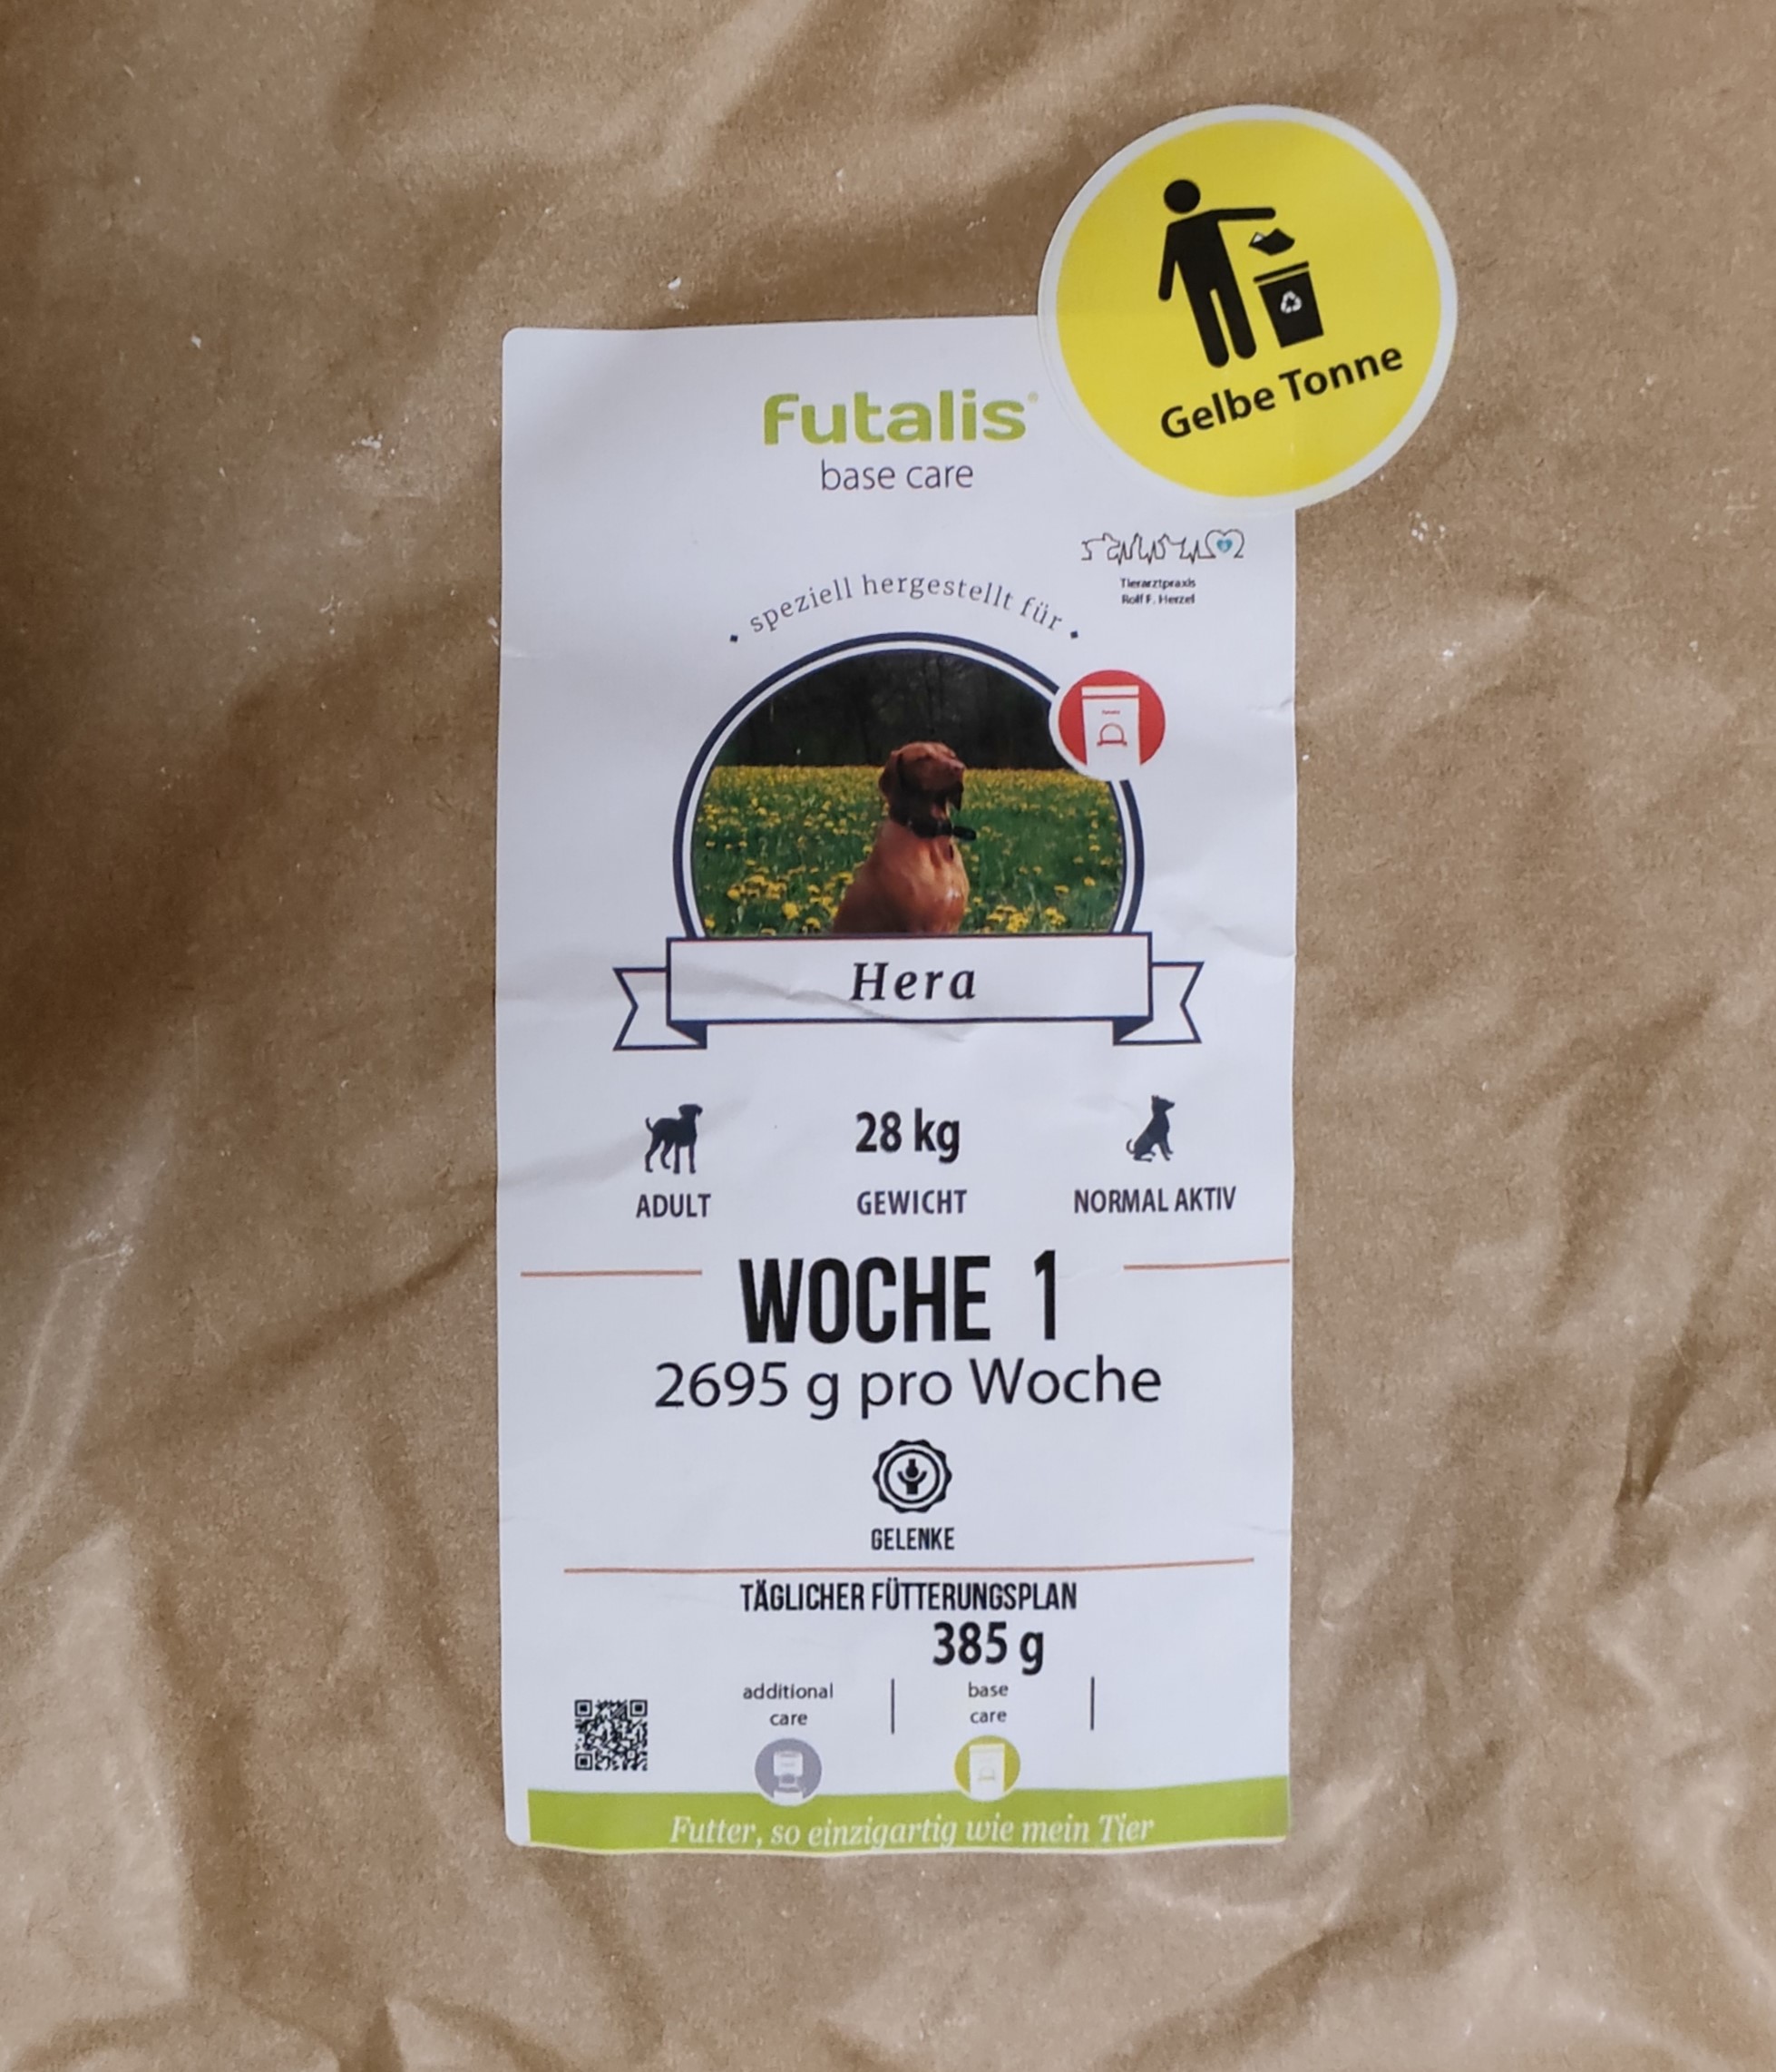 Gelbe Tonne
futalis®
base care
Tierarztpraxis
Rolf F. Herzel
• speziell hergestellt für •
Hera
28 kg
ADULT
GEWICHT
NORMAL AKTIV
WOCHE 1
2695 g pro Woche
GELENKE
TÄGLICHER FÜTTERUNGSPLAN
385 g
additional
care
base
care
Futter, so einzigartig wie mein Tier